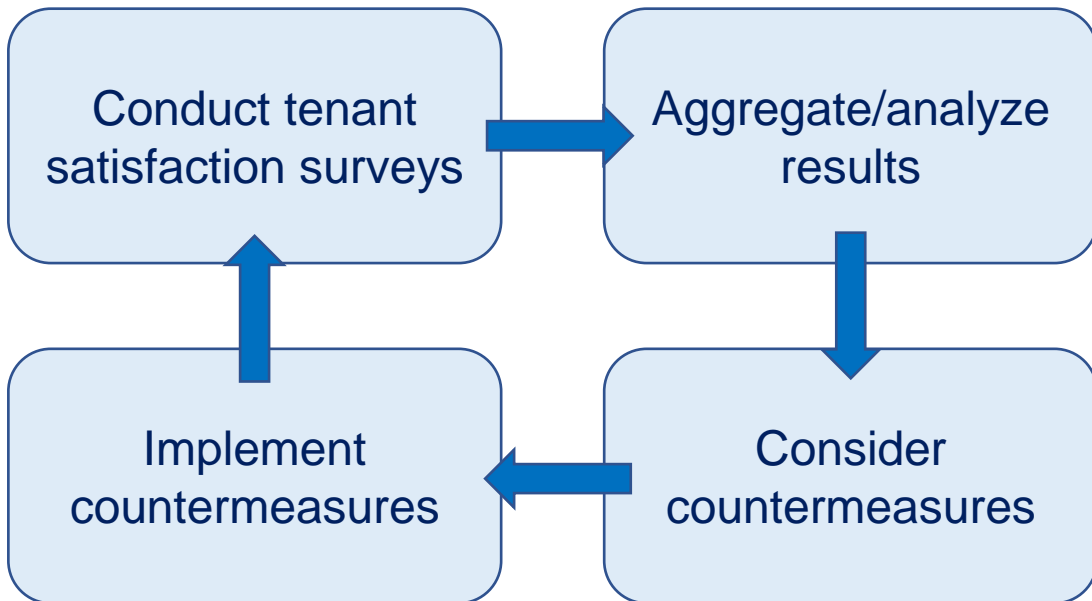 Conduct tenant
satisfaction surveys
Aggregate/analyze
results
Implement
countermeasures
Consider
countermeasures